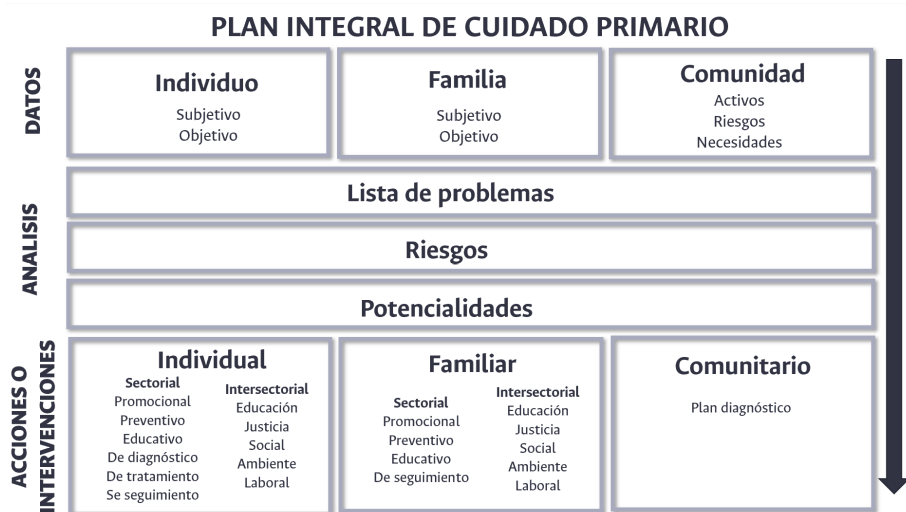 PLAN INTEGRAL DE CUIDADO PRIMARIO
DATOS
Individuo
Subjetivo
Objetivo
Familia
Subjetivo
Objetivo
Comunidad
Activos
Riesgos
Necesidades
ANALISIS
Lista de problemas
Riesgos
Potencialidades
ACCIONES O
INTERVENCIONES
Individual
Sectorial
Promocional
Preventivo
Educativo
De diagnóstico
De tratamiento
Se seguimiento
Intersectorial
Educación
Justicia
Social
Ambiente
Laboral
Familiar
Sectorial
Promocional
Preventivo
Educativo
De seguimiento
Intersectorial
Educación
Justicia
Social
Ambiente
Laboral
Comunitario
Plan diagnóstico